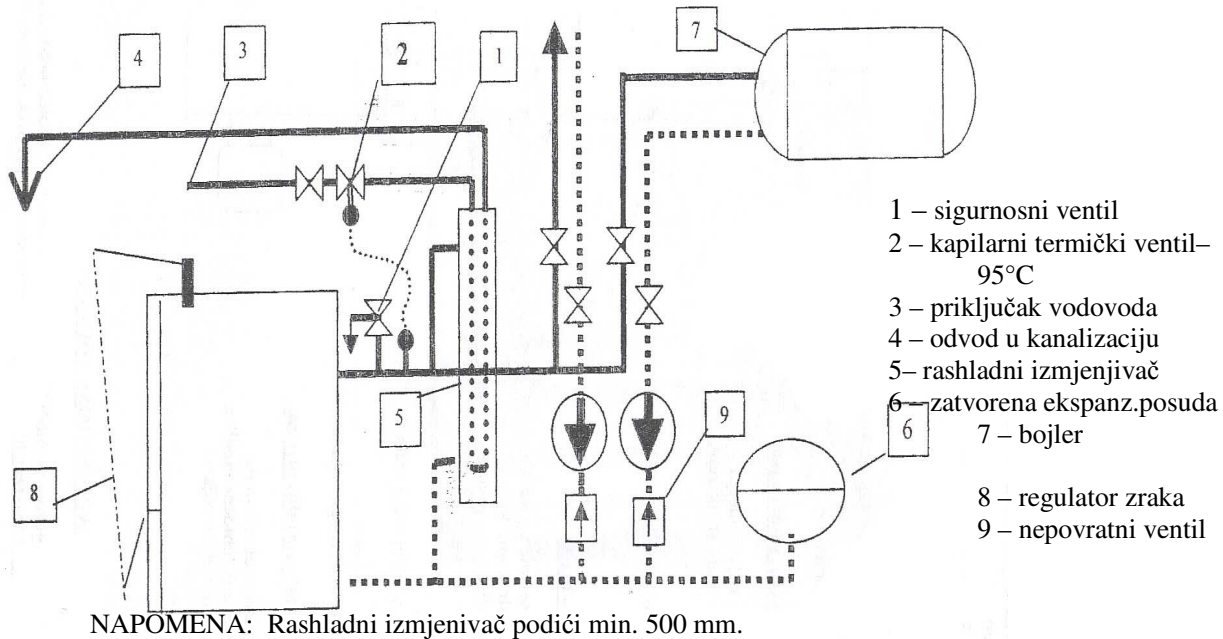 4
3
2
1
7
1 – sigurnosni ventil
2 – kapilarni termički ventil–
95°C
3 – priključak vodovoda
4 – odvod u kanalizaciju
5– rashladni izmjenjivač
6 – zatvorena ekspanz.posuda
7 – bojler
8 – regulator zraka
9 – nepovratni ventil
5
9
6
8
NAPOMENA: Rashladni izmjenivač podići min. 500 mm.